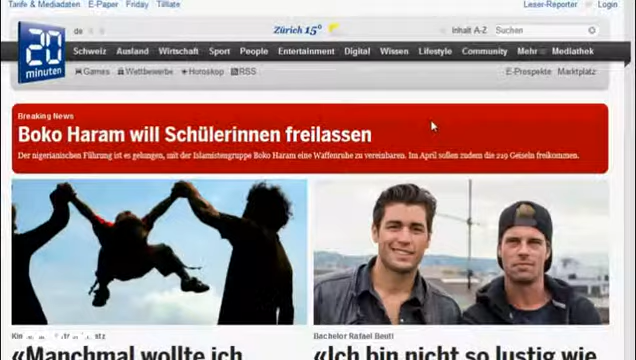 Tarife & Mediadaten E-Paper Friday Tilllate Leser-Reporter Login
20 minuten
de Zürich 15° Inhalt A-Z Suchen
Schweiz Ausland Wirtschaft Sport People Entertainment Digital Wissen Lifestyle Community Mehr Mediathek
Games Wettbewerbe Horoskop RSS E-Prospekte Marktplatz
Breaking News
Boko Haram will Schülerinnen freilassen
Der nigerianischen Führung ist es gelungen, mit der Islamistengruppe Boko Haram eine Waffenruhe zu vereinbaren. Im April sollen zudem die 219 Geiseln freikommen.
Bachelor Rafael Beutl
«Manchmal wollte ich
«Ich bin nicht so lustig wie